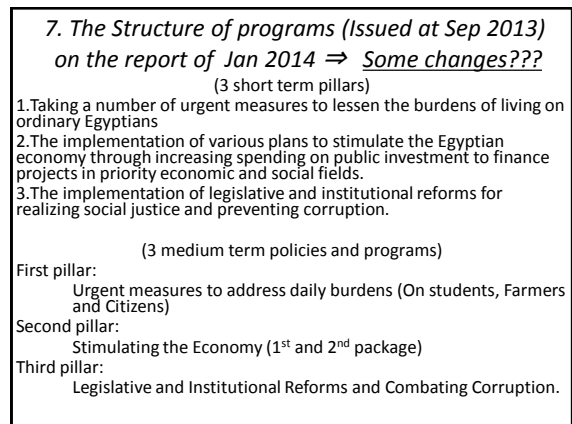 7. The Structure of programs (Issued at Sep 2013)
on the report of Jan 2014 ⇒ Some changes???
(3 short term pillars)
1.Taking a number of urgent measures to lessen the burdens of living on
ordinary Egyptians
2.The implementation of various plans to stimulate the Egyptian
economy through increasing spending on public investment to finance
projects in priority economic and social fields.
3.The implementation of legislative and institutional reforms for
realizing social justice and preventing corruption.
(3 medium term policies and programs)
First pillar:
Urgent measures to address daily burdens (On students, Farmers
and Citizens)
Second pillar:
Stimulating the Economy (1st and 2nd package)
Third pillar:
Legislative and Institutional Reforms and Combating Corruption.